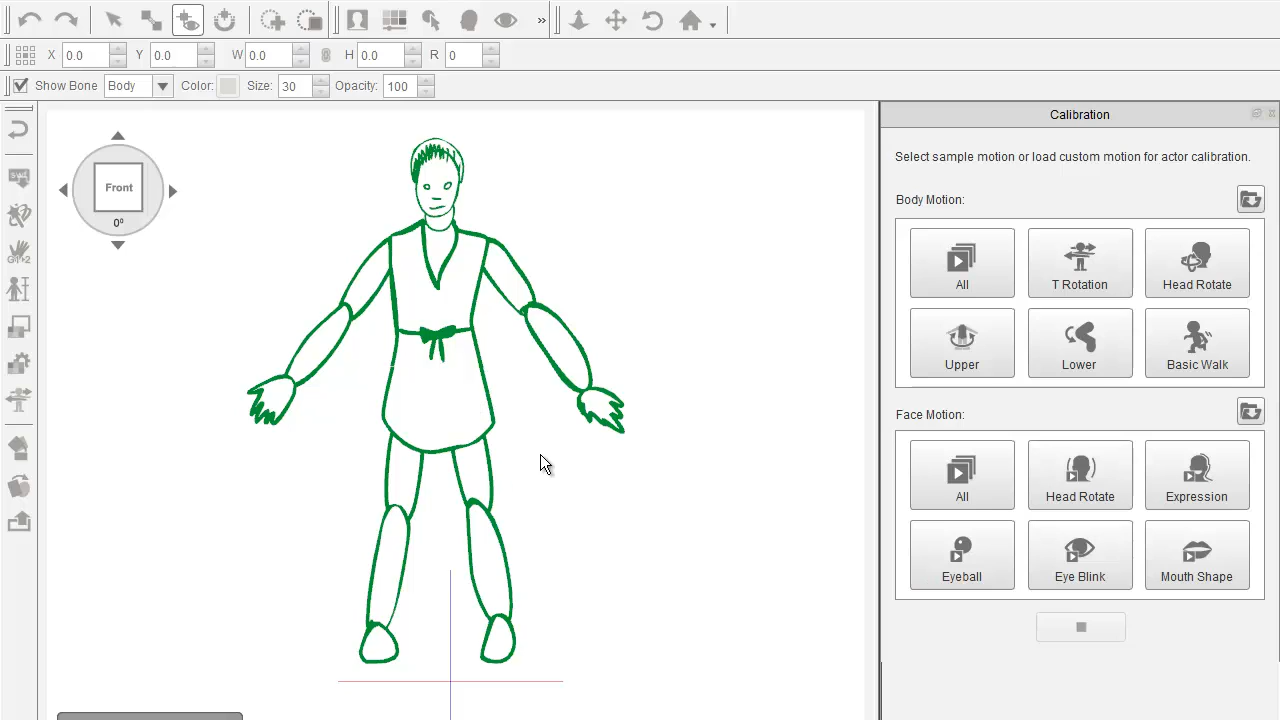 X 0.0 Y 0.0 W 0.0 H 0.0 R 0
Show Bone Body Color: Size: 30 Opacity: 100
Calibration
Front
0º
Select sample motion or load custom motion for actor calibration.
Body Motion:
All T Rotation Head Rotate
Upper Lower Basic Walk
Face Motion:
All Head Rotate Expression
Eyeball Eye Blink Mouth Shape